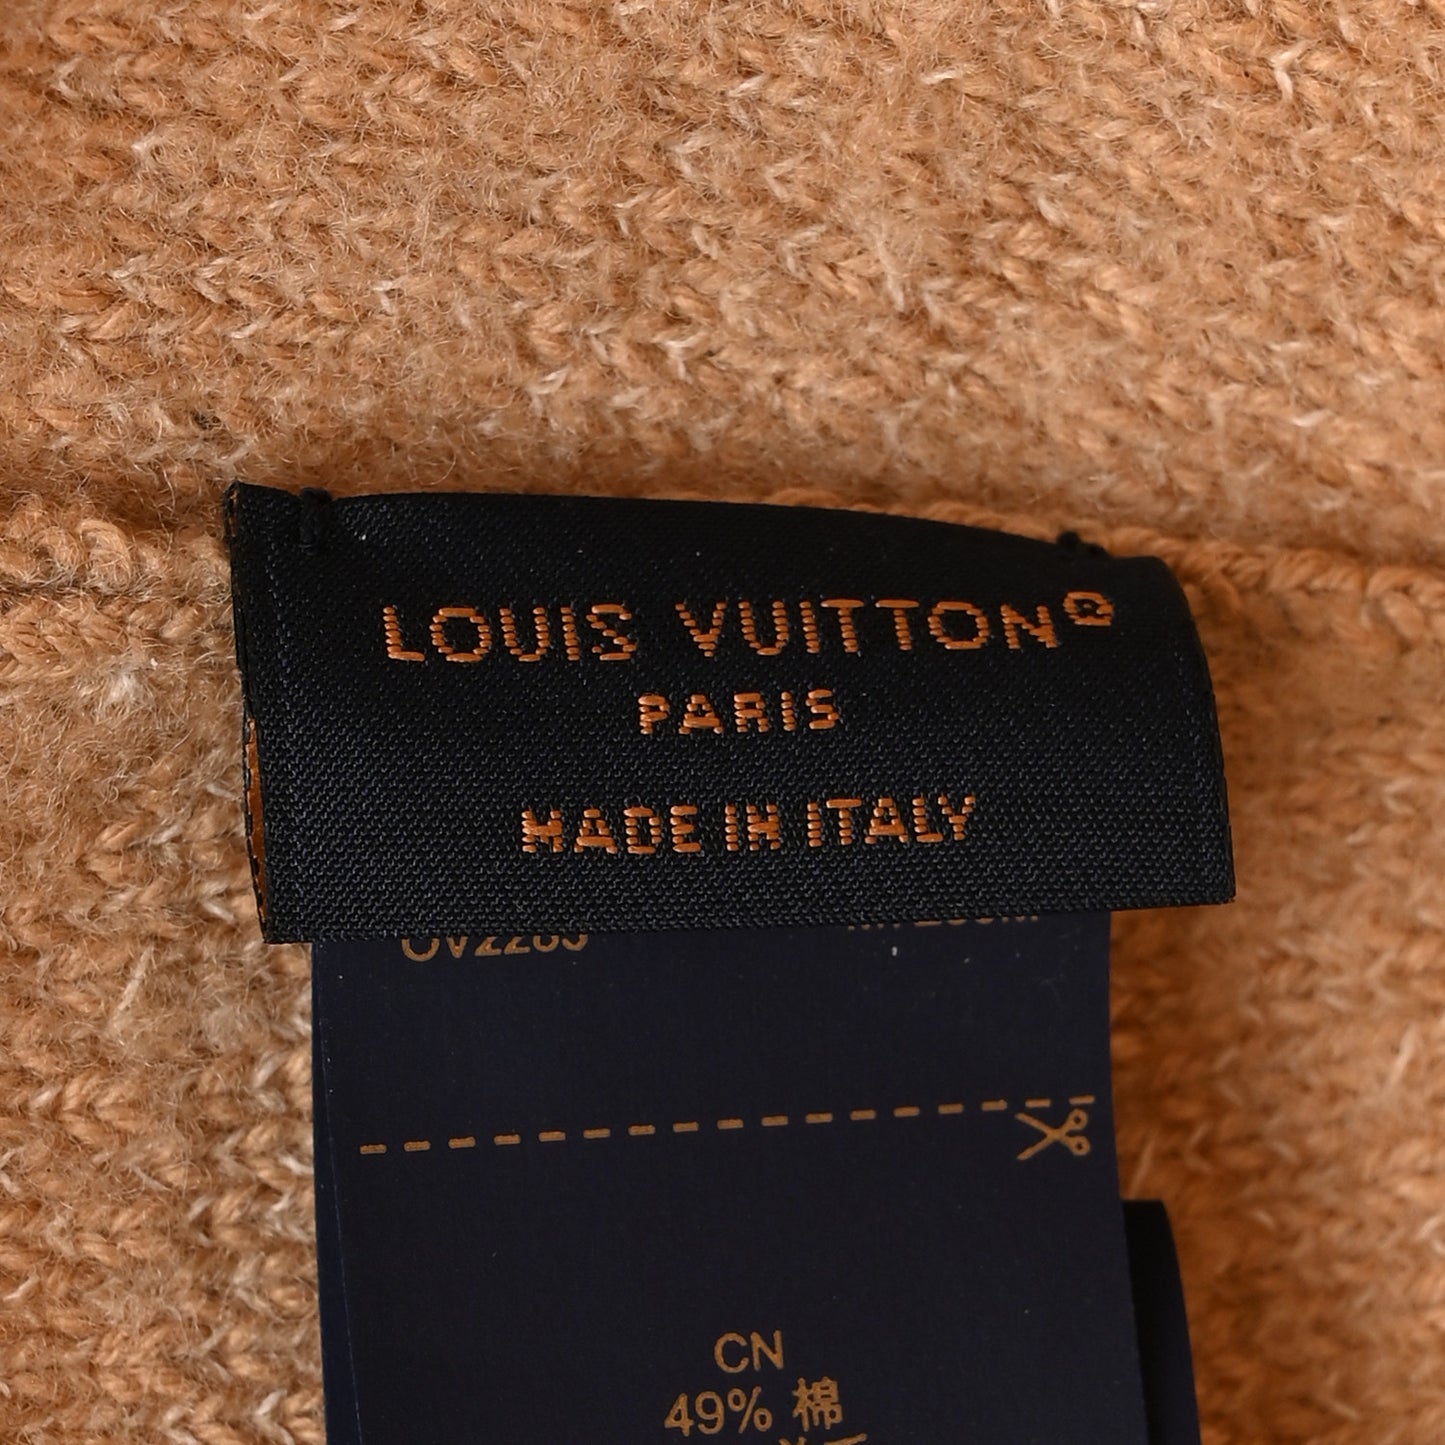 LOUIS VUITTON®
PARIS
MADE IN ITALY
CN
49% 棉